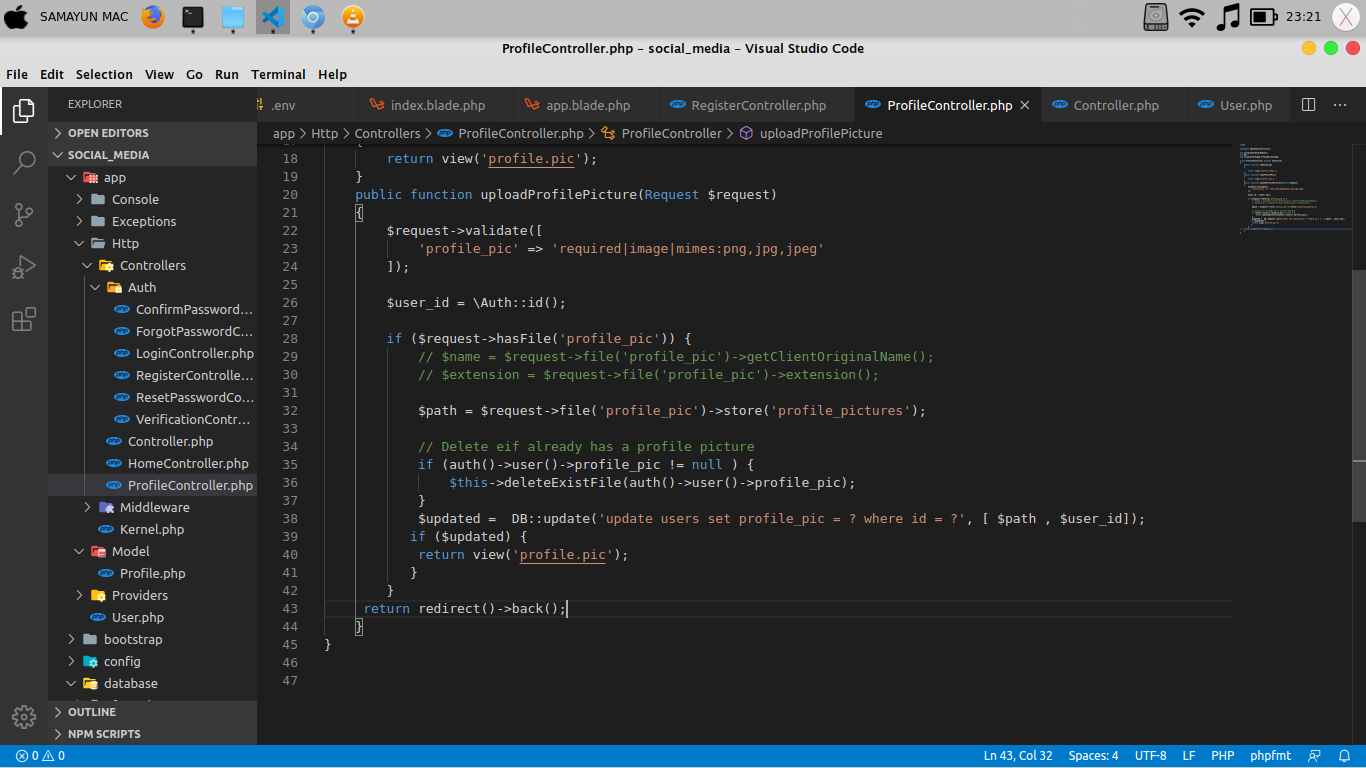 SAMAYUN MAC
23:21
ProfileController.php - social_media - Visual Studio Code
File Edit Selection View Go Run Terminal Help
EXPLORER
.env index.blade.php app.blade.php RegisterController.php ProfileController.php Controller.php User.php
app > Http > Controllers > ProfileController.php > ProfileController > uploadProfilePicture
OPEN EDITORS
SOCIAL_MEDIA
app
Console
Exceptions
Http
Controllers
Auth
ConfirmPassword...
ForgotPasswordC...
LoginController.php
RegisterControlle...
ResetPasswordCo...
VerificationContr...
Controller.php
HomeController.php
ProfileController.php
Middleware
Kernel.php
Model
Profile.php
Providers
User.php
bootstrap
config
database
OUTLINE
NPM SCRIPTS
18 return view('profile.pic');
19 }
20 public function uploadProfilePicture(Request $request)
21 {
22 $request->validate([
23 'profile_pic' => 'required|image|mimes:png,jpg,jpeg'
24 ]);
25
26 $user_id = \Auth::id();
27
28 if ($request->hasFile('profile_pic')) {
29 // $name = $request->file('profile_pic')->getClientOriginalName();
30 // $extension = $request->file('profile_pic')->extension();
31
32 $path = $request->file('profile_pic')->store('profile_pictures');
33
34 // Delete eif already has a profile picture
35 if (auth()->user()->profile_pic != null ) {
36 $this->deleteExistFile(auth()->user()->profile_pic);
37 }
38 $updated =  DB::update('update users set profile_pic = ? where id = ?', [ $path , $user_id]);
39 if ($updated) {
40 return view('profile.pic');
41 }
42 }
43 return redirect()->back();
44 }
45 }
46
47
0 0
Ln 43, Col 32 Spaces: 4 UTF-8 LF PHP phpfmt